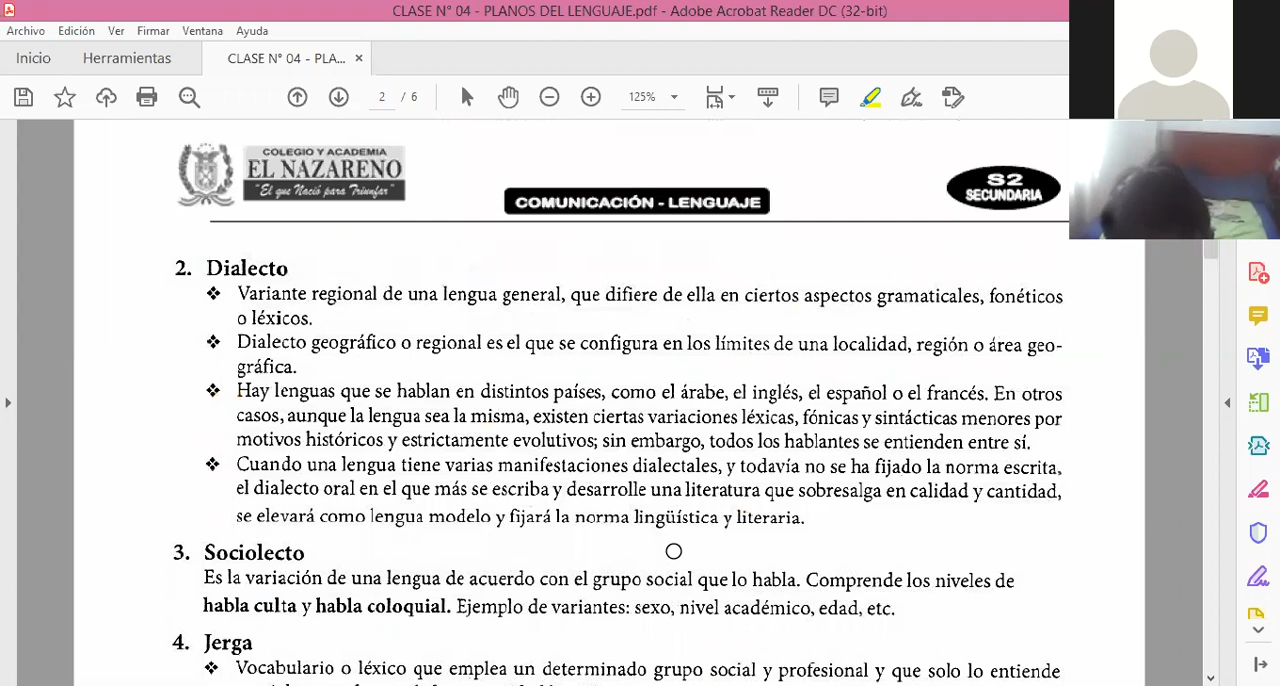 CLASE N° 04 - PLANOS DEL LENGUAJE.pdf - Adobe Acrobat Reader DC (32-bit)
Archivo Edición Ver Firmar Ventana Ayuda
Inicio Herramientas CLASE N° 04 - PLA... ×
2 / 6 125%
COLEGIO Y ACADEMIA
EL NAZARENO
"El que Nació para Triunfar"
COMUNICACIÓN - LENGUAJE
S2
SECUNDARIA
2. Dialecto
❖ Variante regional de una lengua general, que difiere de ella en ciertos aspectos gramaticales, fonéticos
o léxicos.
❖ Dialecto geográfico o regional es el que se configura en los límites de una localidad, región o área geo-
gráfica.
❖ Hay lenguas que se hablan en distintos países, como el árabe, el inglés, el español o el francés. En otros
casos, aunque la lengua sea la misma, existen ciertas variaciones léxicas, fónicas y sintácticas menores por
motivos históricos y estrictamente evolutivos; sin embargo, todos los hablantes se entienden entre sí.
❖ Cuando una lengua tiene varias manifestaciones dialectales, y todavía no se ha fijado la norma escrita,
el dialecto oral en el que más se escriba y desarrolle una literatura que sobresalga en calidad y cantidad,
se elevará como lengua modelo y fijará la norma lingüística y literaria.
3. Sociolecto
Es la variación de una lengua de acuerdo con el grupo social que lo habla. Comprende los niveles de
habla culta y habla coloquial. Ejemplo de variantes: sexo, nivel académico, edad, etc.
4. Jerga
❖ Vocabulario o léxico que emplea un determinado grupo social y profesional y que solo lo entiende